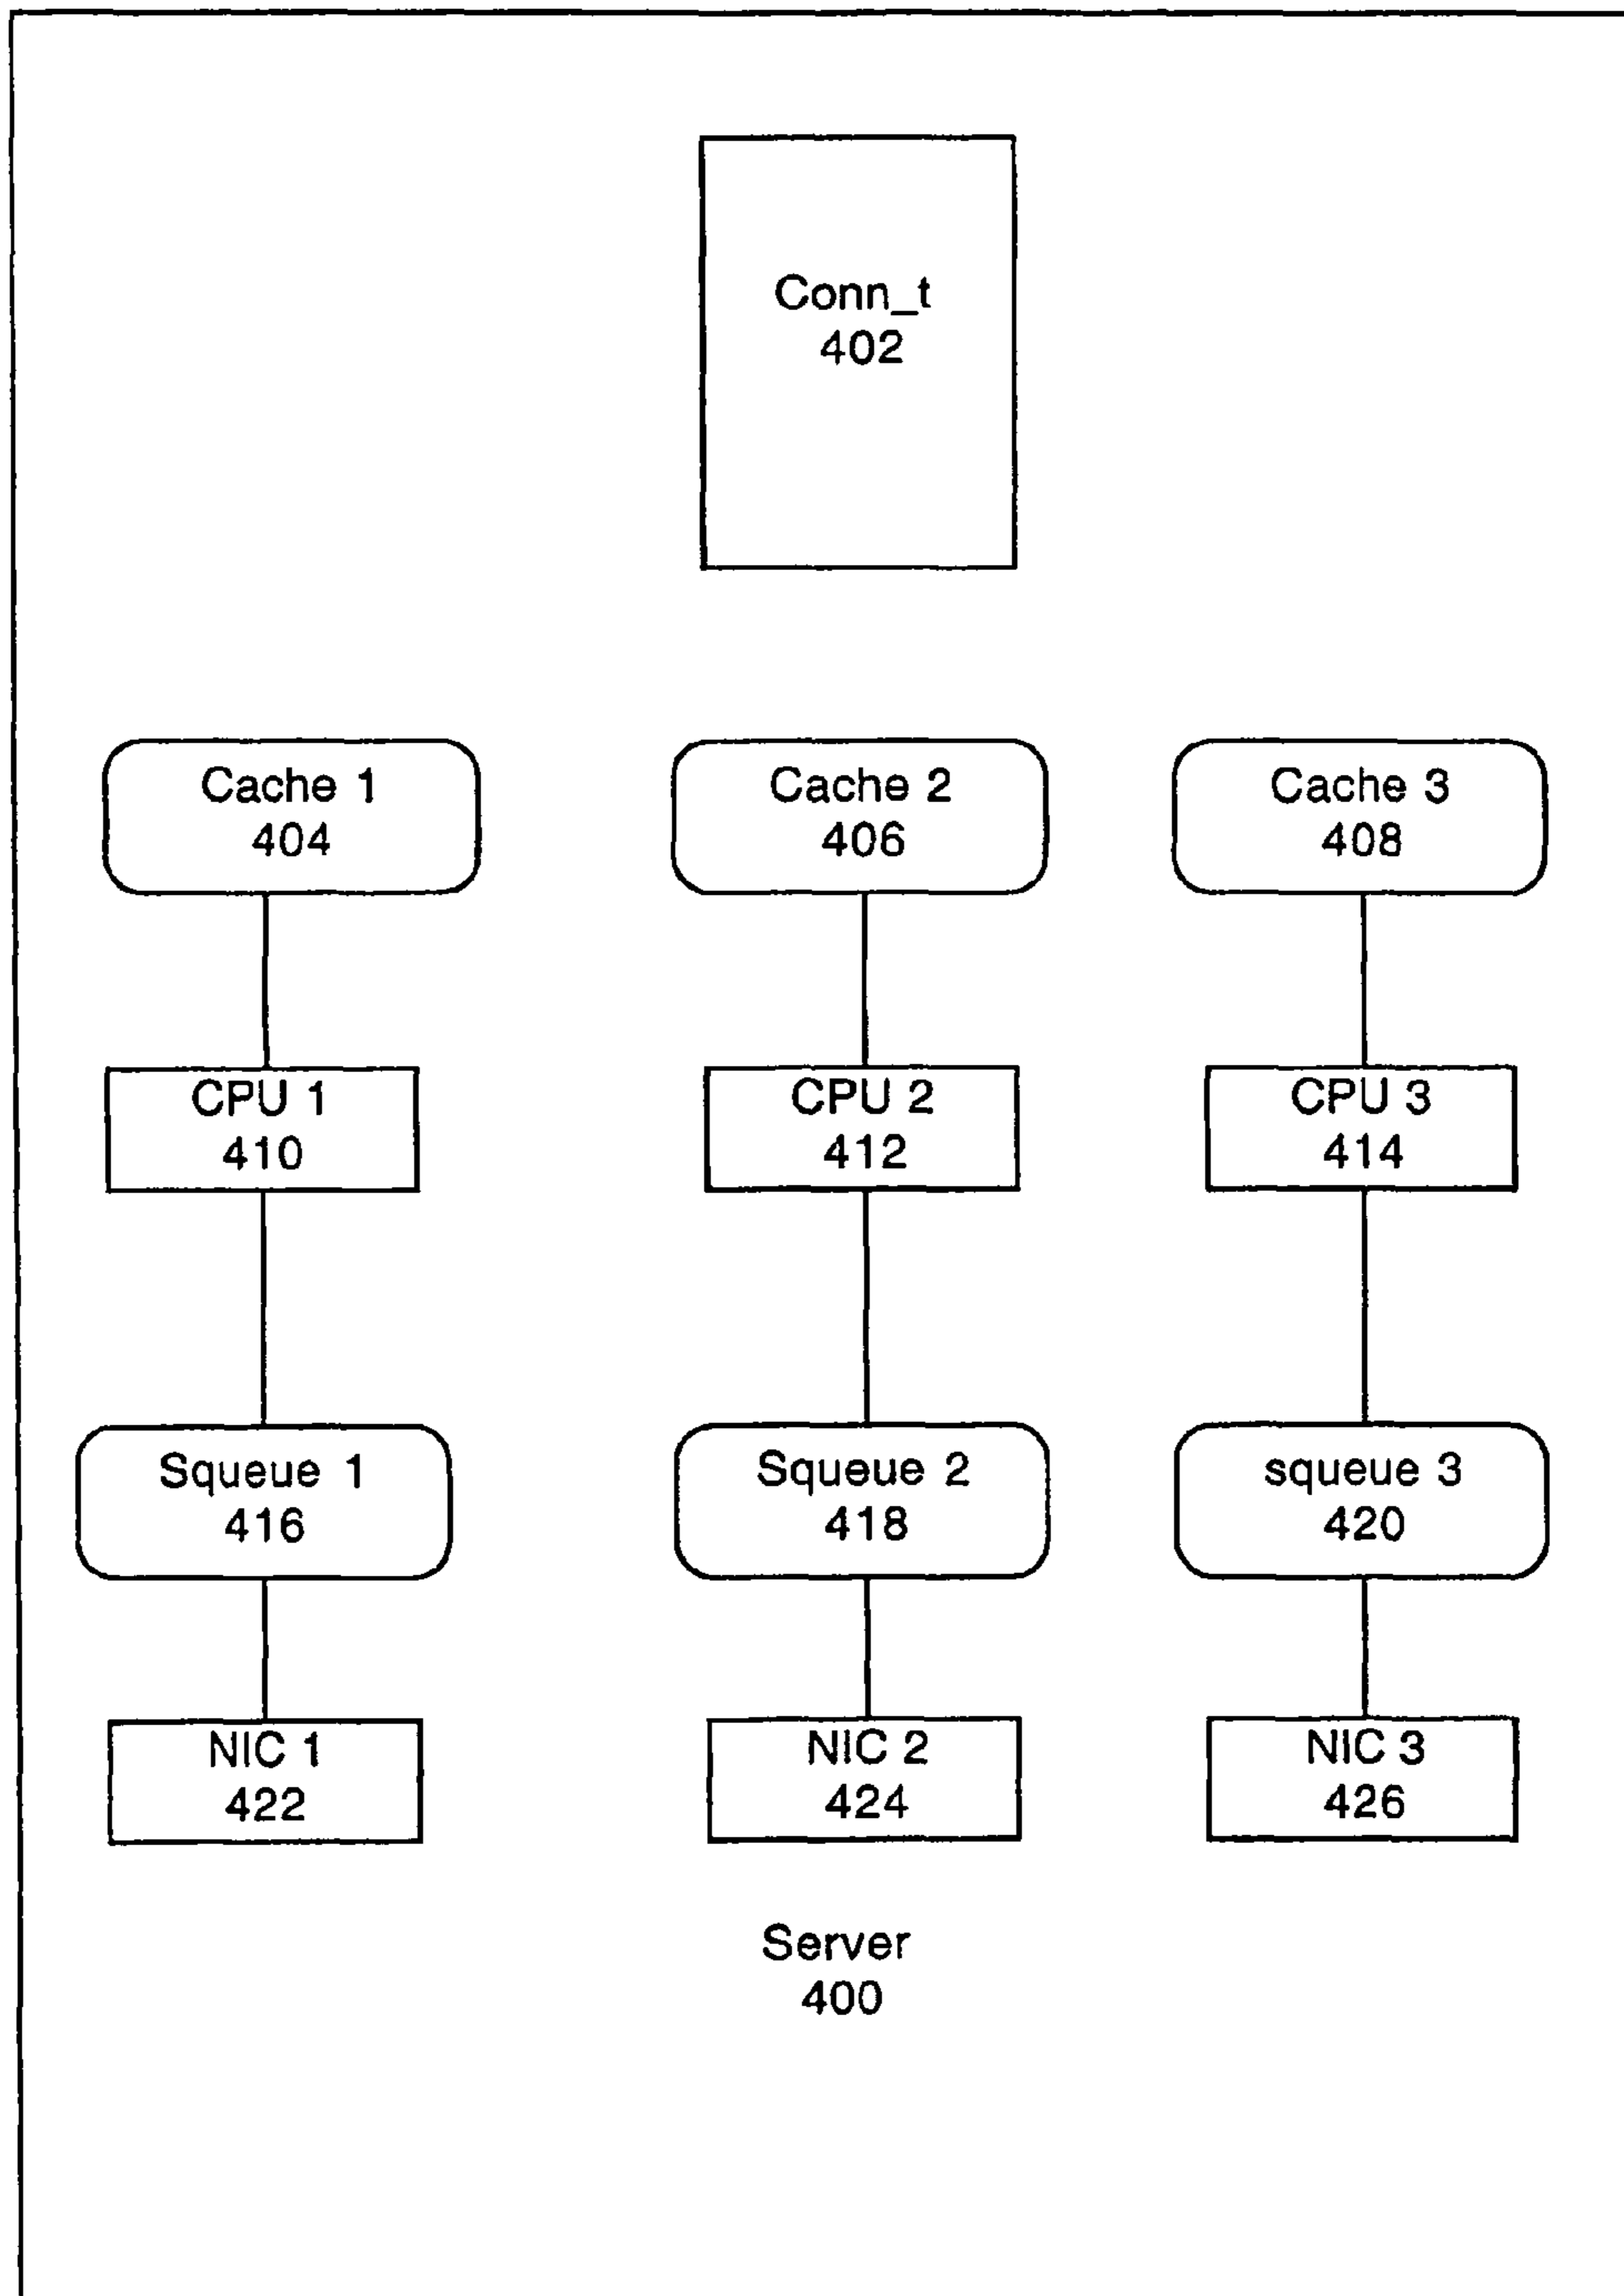 Conn_t
402
Cache 1
404
Cache 2
406
Cache 3
408
CPU 1
410
CPU 2
412
CPU 3
414
Squeue 1
416
Squeue 2
418
squeue 3
420
NIC 1
422
NIC 2
424
NIC 3
426
Server
400